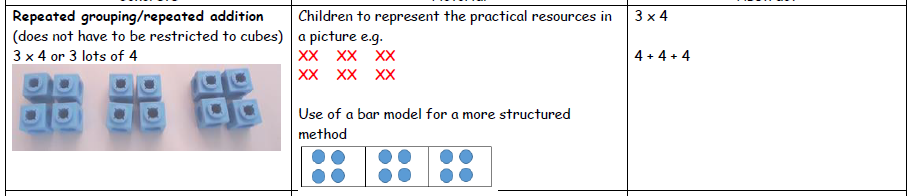 Repeated grouping/repeated addition
(does not have to be restricted to cubes)
3 x 4 or 3 lots of 4
Children to represent the practical resources in
a picture e.g.
XX XX XX
XX XX XX
Use of a bar model for a more structured
method
3 x 4
4 + 4 + 4